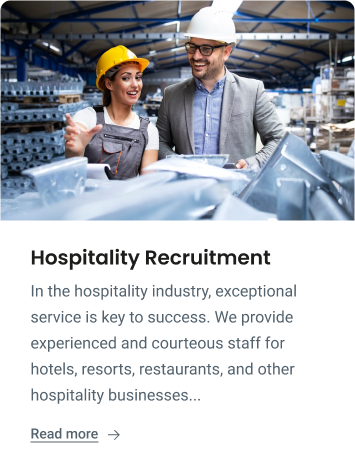 Hospitality Recruitment
In the hospitality industry, exceptional
service is key to success. We provide
experienced and courteous staff for
hotels, resorts, restaurants, and other
hospitality businesses...
Read more